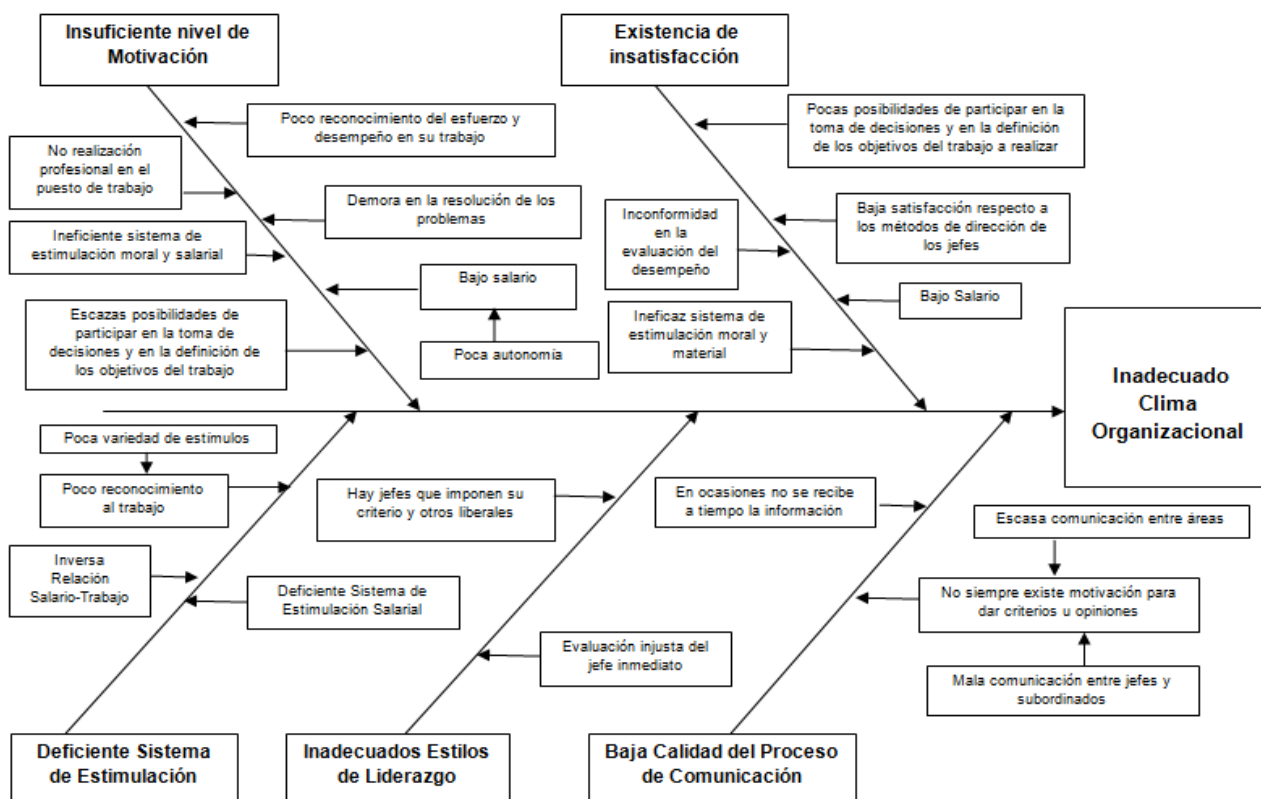 Insuficiente nivel de
Motivación
Existencia de
insatisfacción
Poco reconocimiento del esfuerzo y
desempeño en su trabajo
Pocas posibilidades de participar en la
toma de decisiones y en la definición
de los objetivos del trabajo a realizar
No realización
profesional en el
puesto de trabajo
Demora en la resolución de los
problemas
Inconformidad
en la
evaluación del
desempeño
Baja satisfacción respecto a
los métodos de dirección de
los jefes
Ineficiente sistema de
estimulación moral y salarial
Bajo salario
Bajo Salario
Escazas posibilidades de
participar en la toma de
decisiones y en la definición de
los objetivos del trabajo
Poca autonomía
Ineficaz sistema de
estimulación moral y
material
Inadecuado
Clima
Organizacional
Poca variedad de estímulos
Poco reconocimiento
al trabajo
Hay jefes que imponen su
criterio y otros liberales
En ocasiones no se recibe
a tiempo la información
Escasa comunicación entre áreas
Inversa
Relación
Salario-Trabajo
Deficiente Sistema de
Estimulación Salarial
No siempre existe motivación para
dar criterios u opiniones
Evaluación injusta del
jefe inmediato
Mala comunicación entre jefes y
subordinados
Deficiente Sistema
de Estimulación
Inadecuados Estilos
de Liderazgo
Baja Calidad del Proceso
de Comunicación